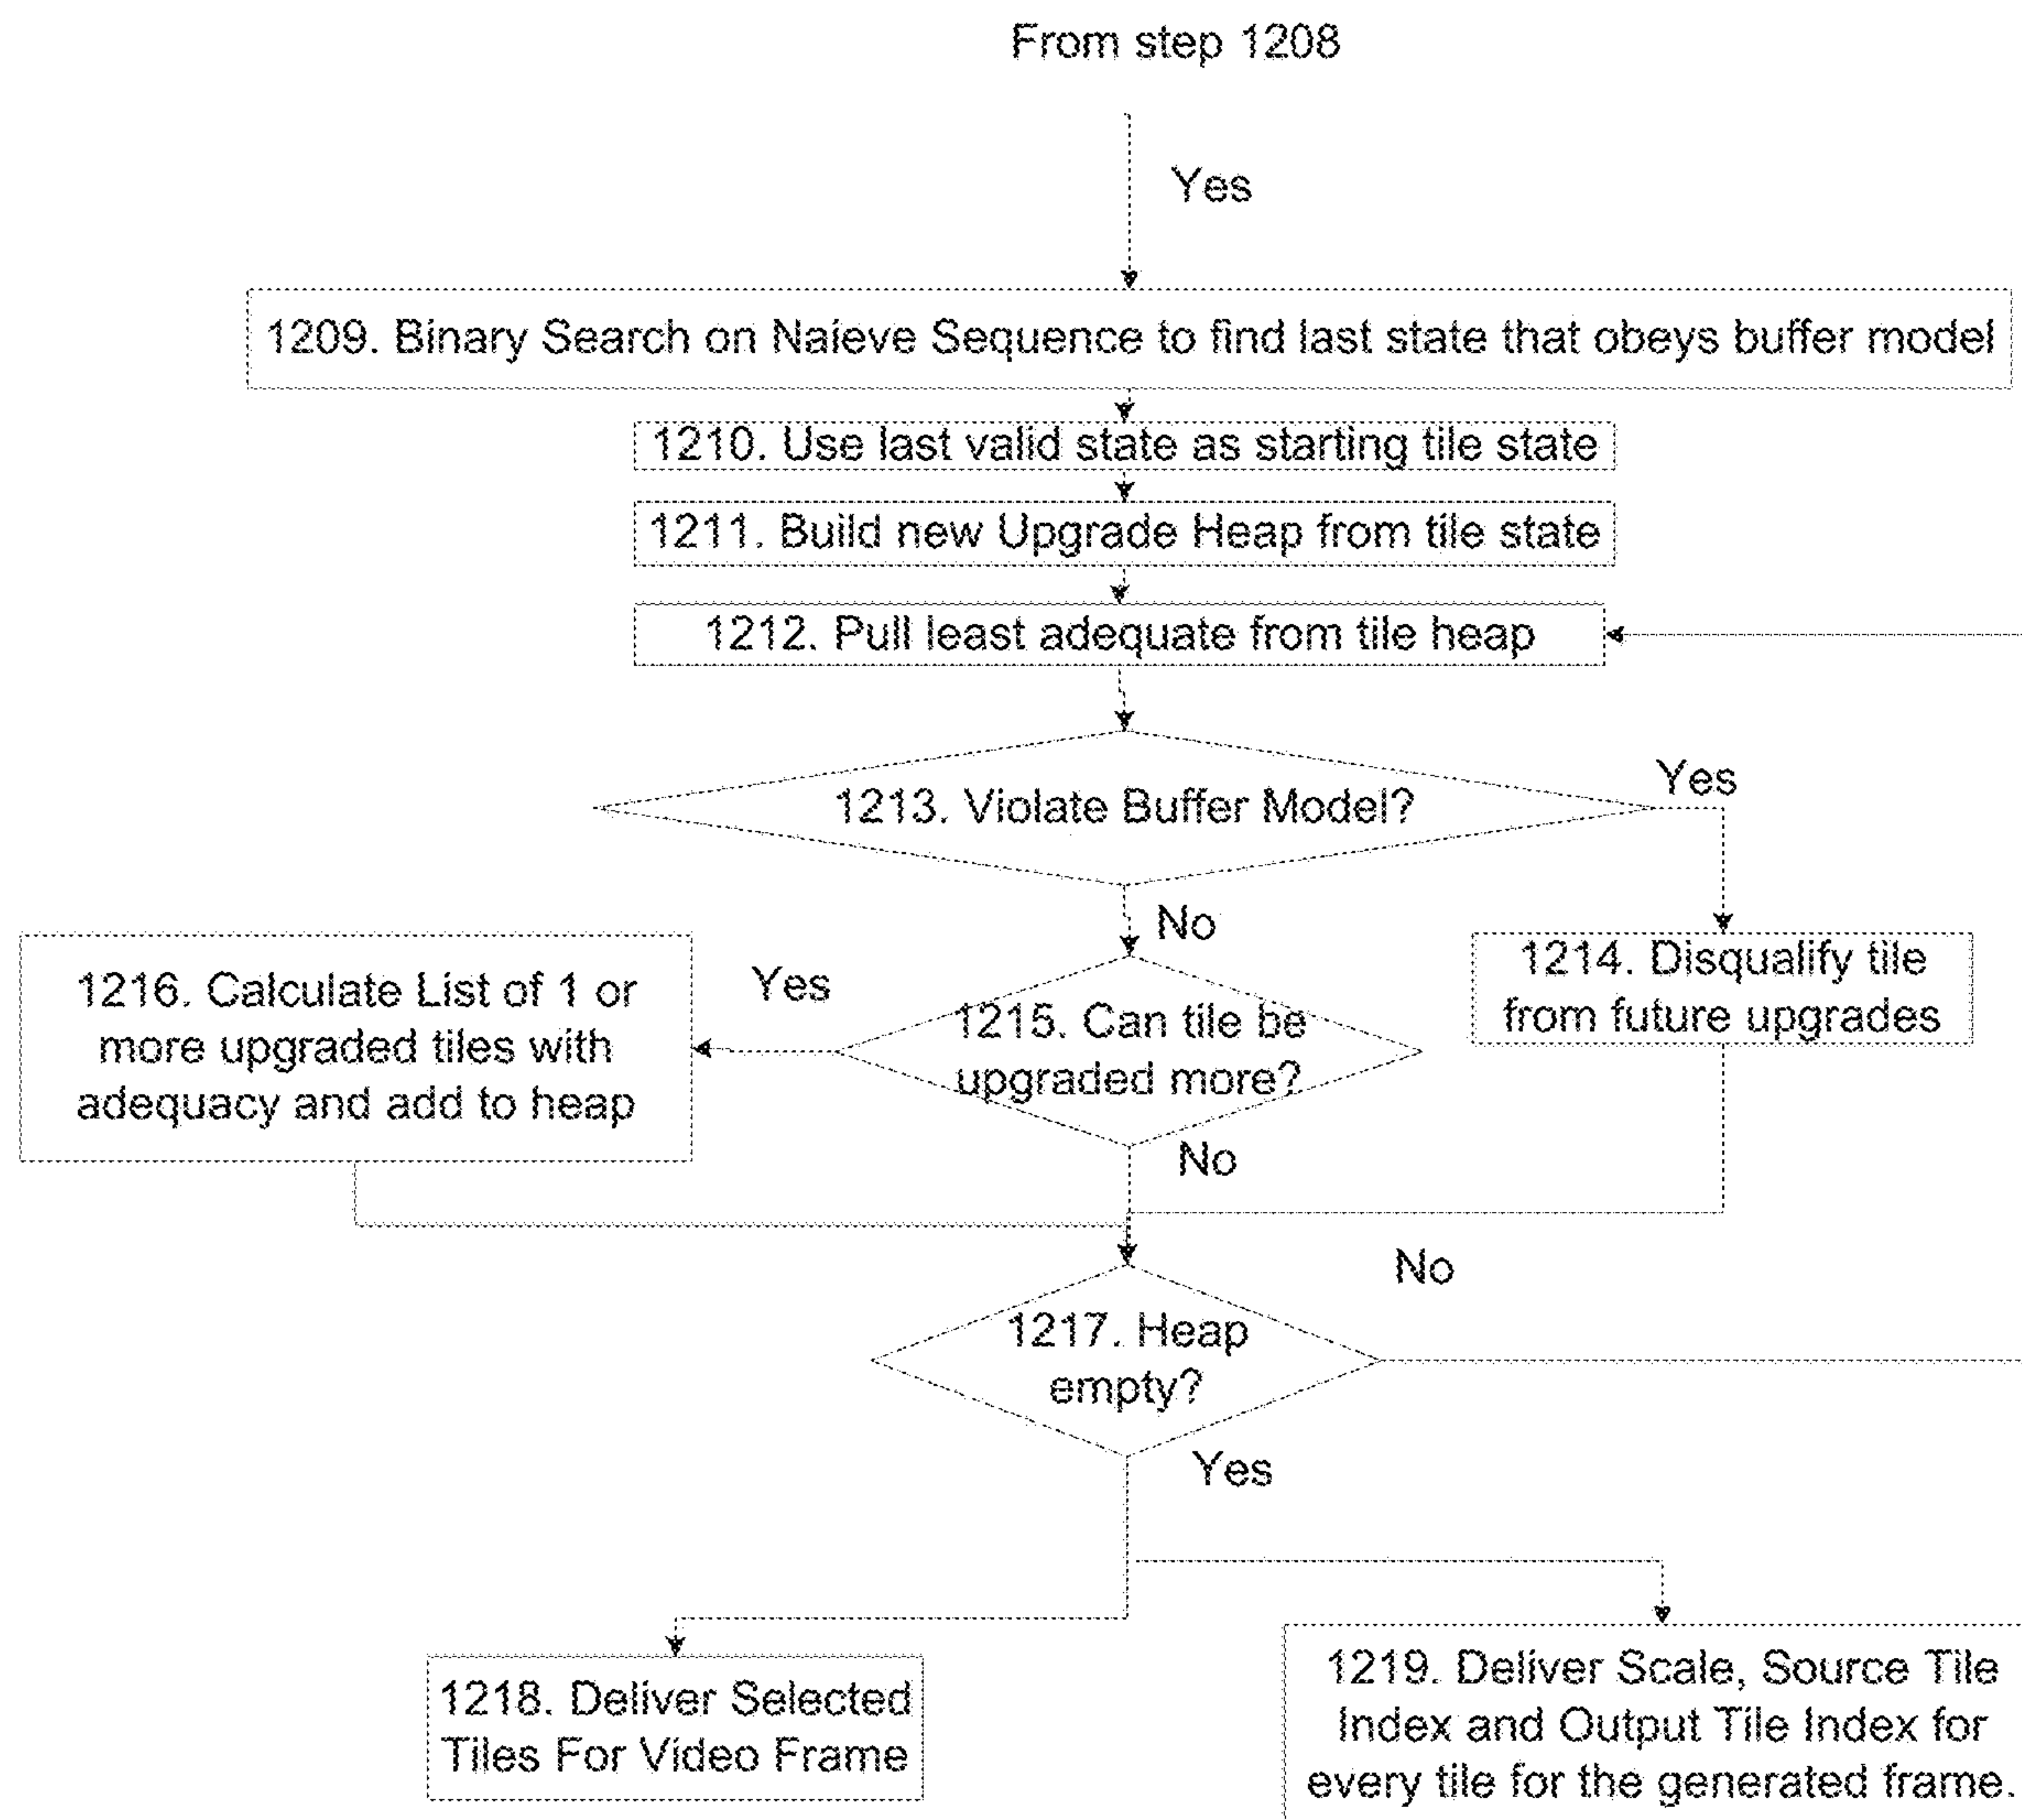 From step 1208
Yes
1209. Binary Search on Naíeve Sequence to find last state that obeys buffer model
1210. Use last valid state as starting tile state
1211. Build new Upgrade Heap from tile state
1212. Pull least adequate from tile heap
1213. Violate Buffer Model?
Yes
No
1214. Disqualify tile
from future upgrades
1215. Can tile be
upgraded more?
Yes
1216. Calculate List of 1 or
more upgraded tiles with
adequacy and add to heap
No
1217. Heap
empty?
No
Yes
1218. Deliver Selected
Tiles For Video Frame
1219. Deliver Scale, Source Tile
Index and Output Tile Index for
every tile for the generated frame.